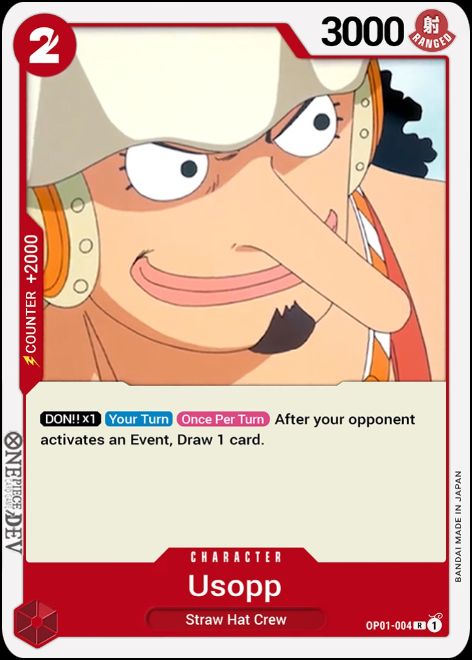 2
3000
射
RANGED
COUNTER +2000
DON!!×1 Your Turn Once Per Turn After your opponent
activates an Event, Draw 1 card.
ONE PIECE
.DEV
BANDAI MADE IN JAPAN
CHARACTER
Usopp
Straw Hat Crew
OP01-004 R 1